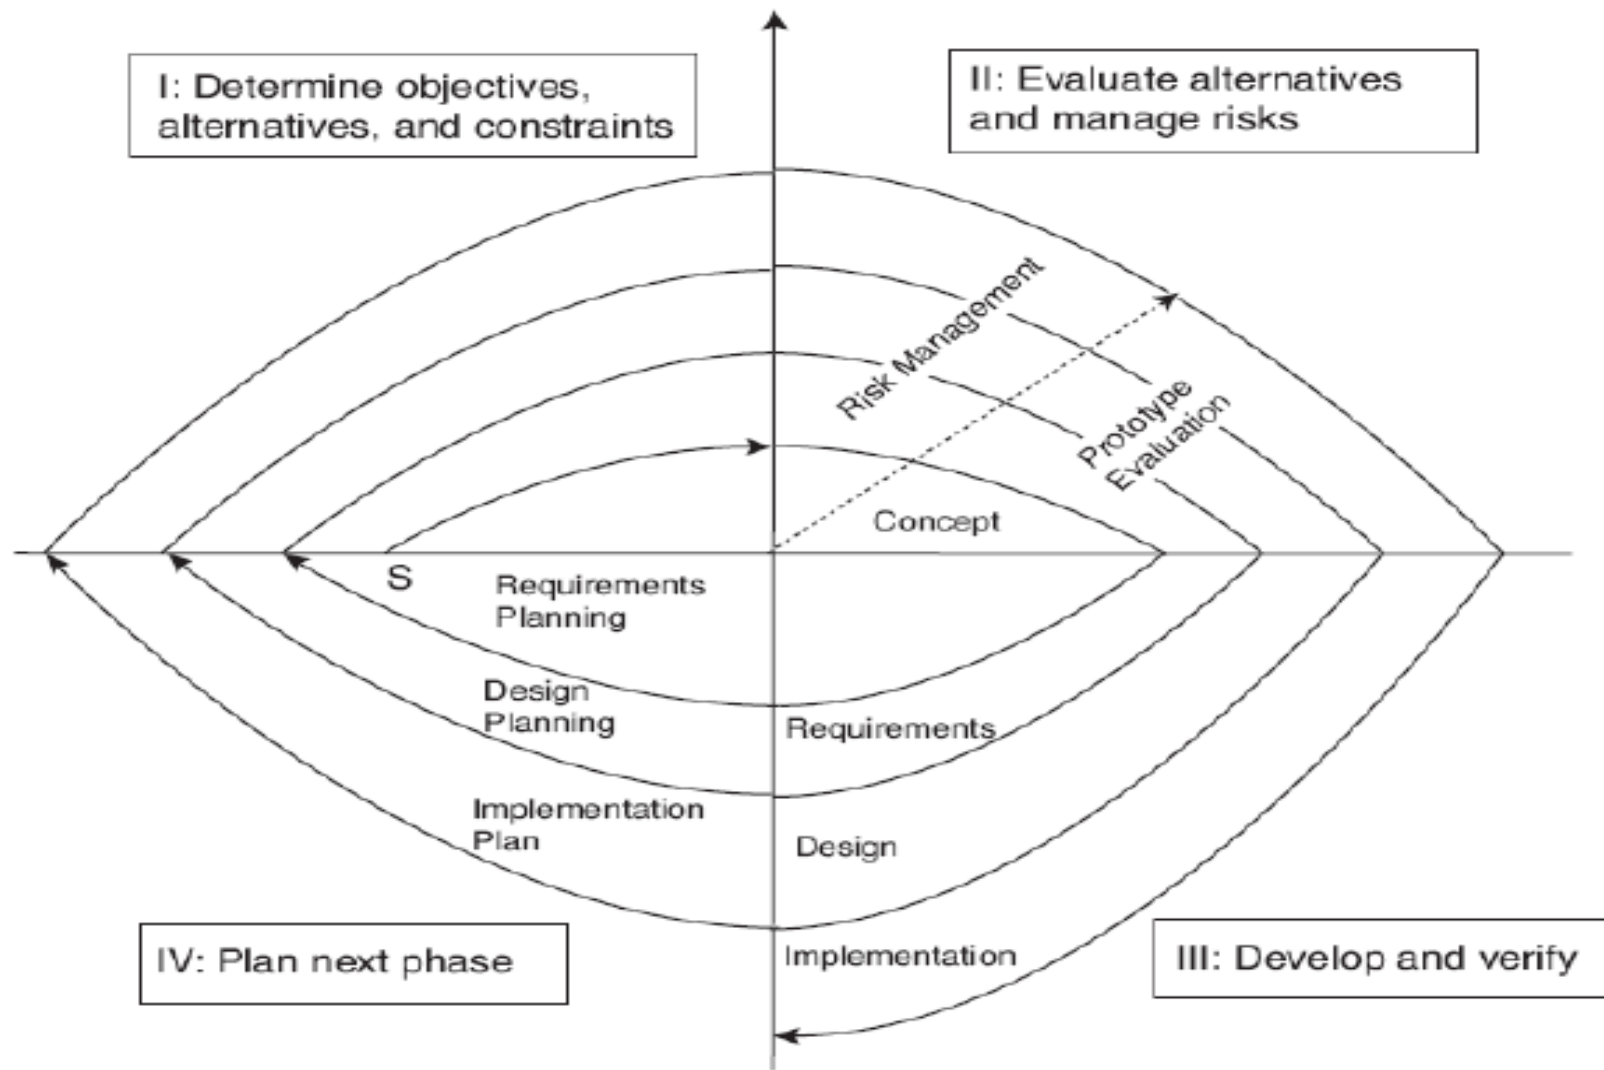 I: Determine objectives,
alternatives, and constraints
II: Evaluate alternatives
and manage risks
Risk Management
Prototype
Evaluation
Concept
S
Requirements
Planning
Design
Planning
Requirements
Implementation
Plan
Design
Implementation
IV: Plan next phase
III: Develop and verify